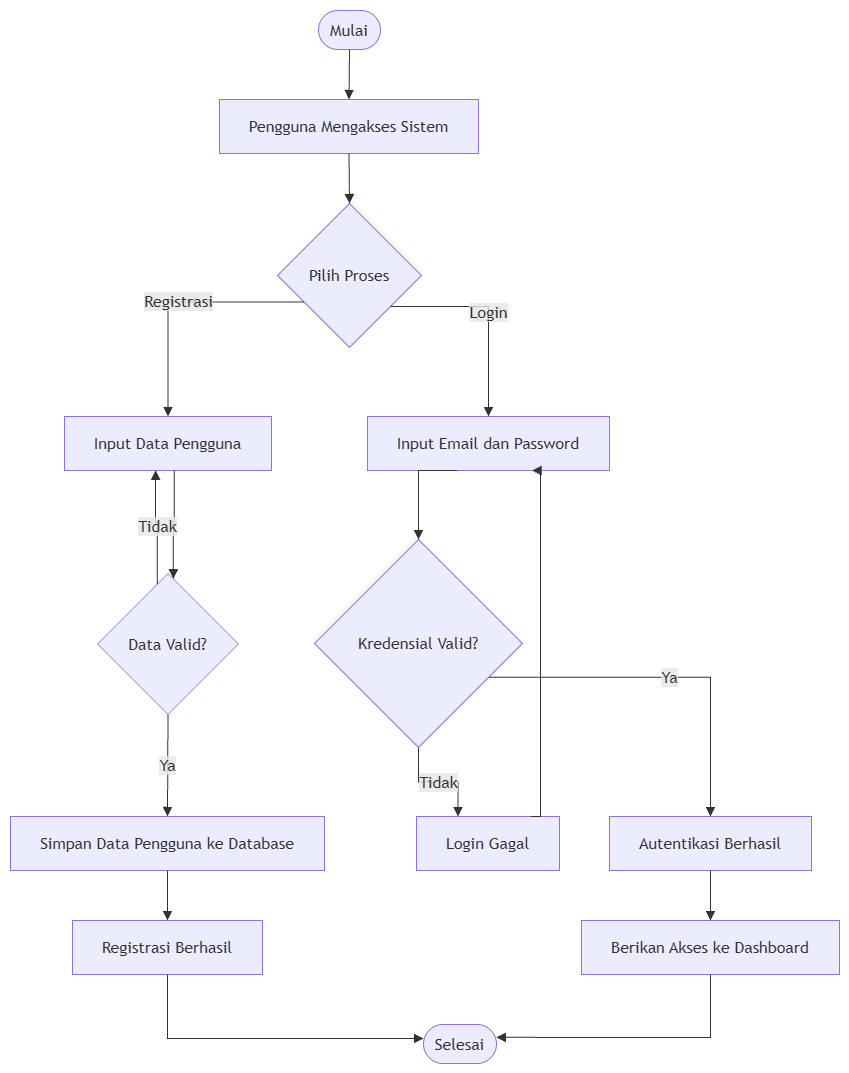 Mulai
Pengguna Mengakses Sistem
Pilih Proses
Registrasi
Login
Input Data Pengguna
Input Email dan Password
Tidak
Data Valid?
Kredensial Valid?
Ya
Ya
Tidak
Simpan Data Pengguna ke Database
Login Gagal
Autentikasi Berhasil
Registrasi Berhasil
Berikan Akses ke Dashboard
Selesai